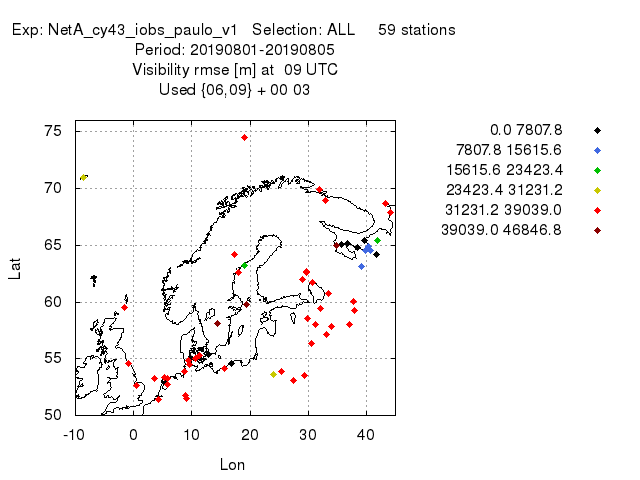 Exp: NetA_cy43_iobs_paulo_v1 Selection: ALL 59 stations
Period: 20190801-20190805
Visibility rmse [m] at 09 UTC
Used {06,09} + 00 03
0.0 7807.8
7807.8 15615.6
15615.6 23423.4
23423.4 31231.2
31231.2 39039.0
39039.0 46846.8
75
70
65
60
55
50
Lat
-10 0 10 20 30 40
Lon